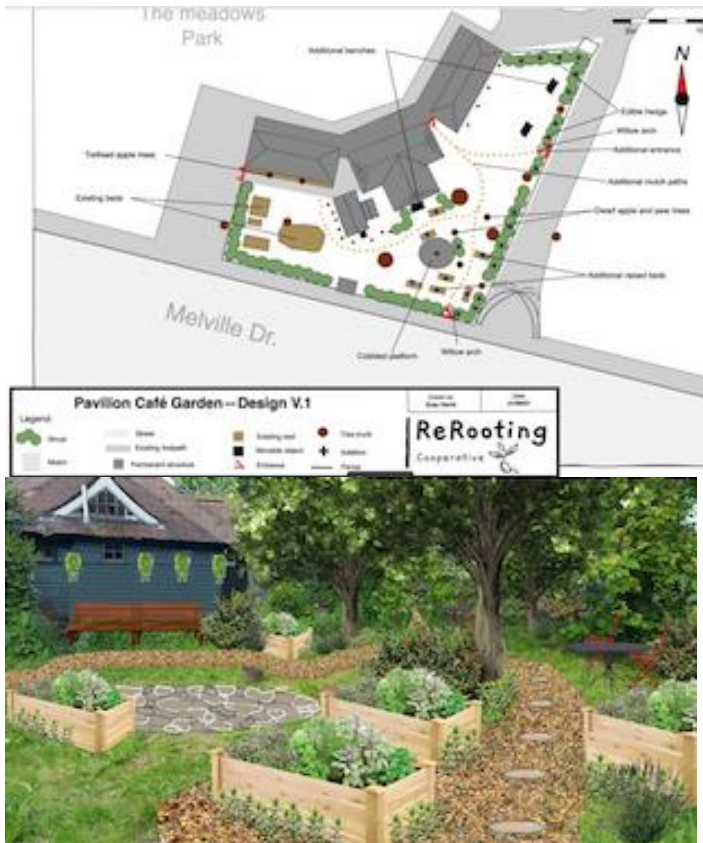 The meadows
Park
Additional benches
N
Edible hedge
Willow arch
Additional entrance
Trellised apple trees
Additional mulch paths
Existing beds
Dwarf apple and pear trees
Additional raised beds
Melville Dr.
Cobbled platform
Willow arch
Pavilion Café Garden – Design V.1
Legend:
Shrub
Grass
Existing bed
Tree trunk
Existing footpath
Moveable object
Addition
Mulch
Permanent structure
Entrance
ReRooting
Cooperative